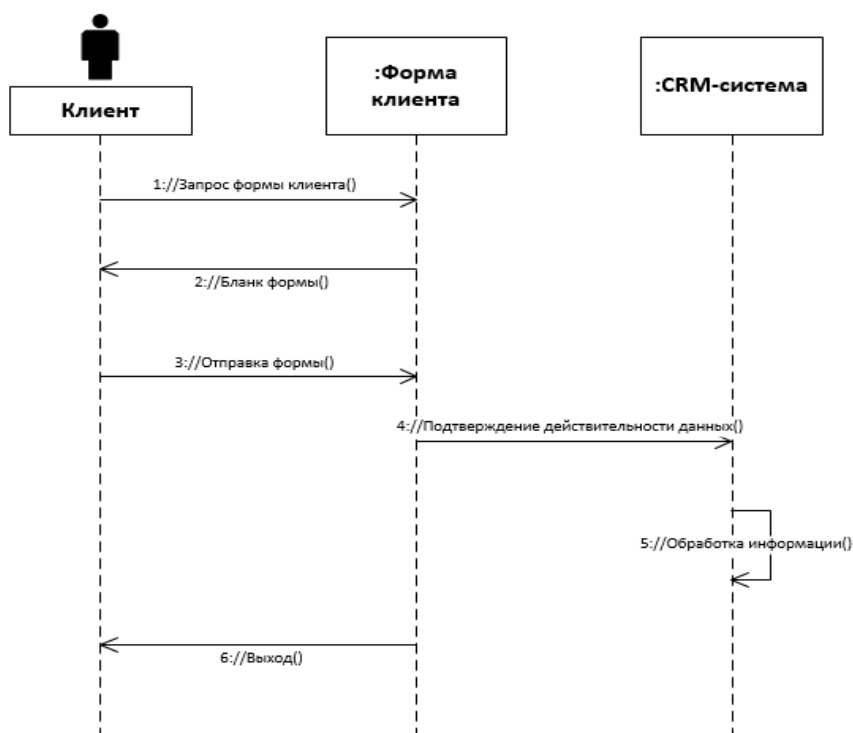 Клиент
:Форма
клиента
:CRM-система
1://Запрос формы клиента()
2://Бланк формы()
3://Отправка формы()
4://Подтверждение действительности данных()
5://Обработка информации()
6://Выход()